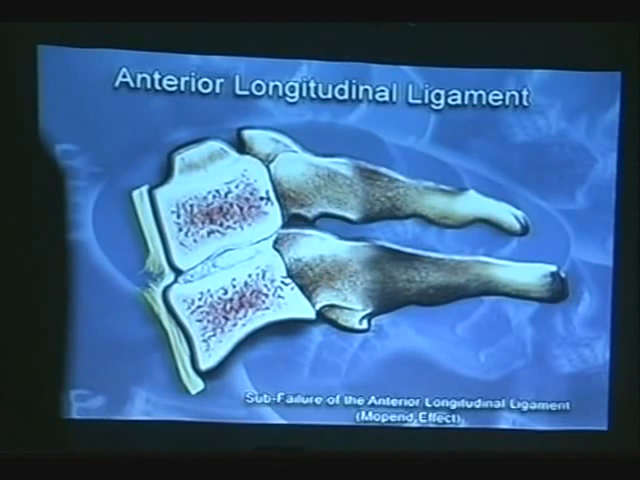 Anterior Longitudinal Ligament
Sub-Failure of the Anterior Longitudinal Ligament
(Mopend Effect)